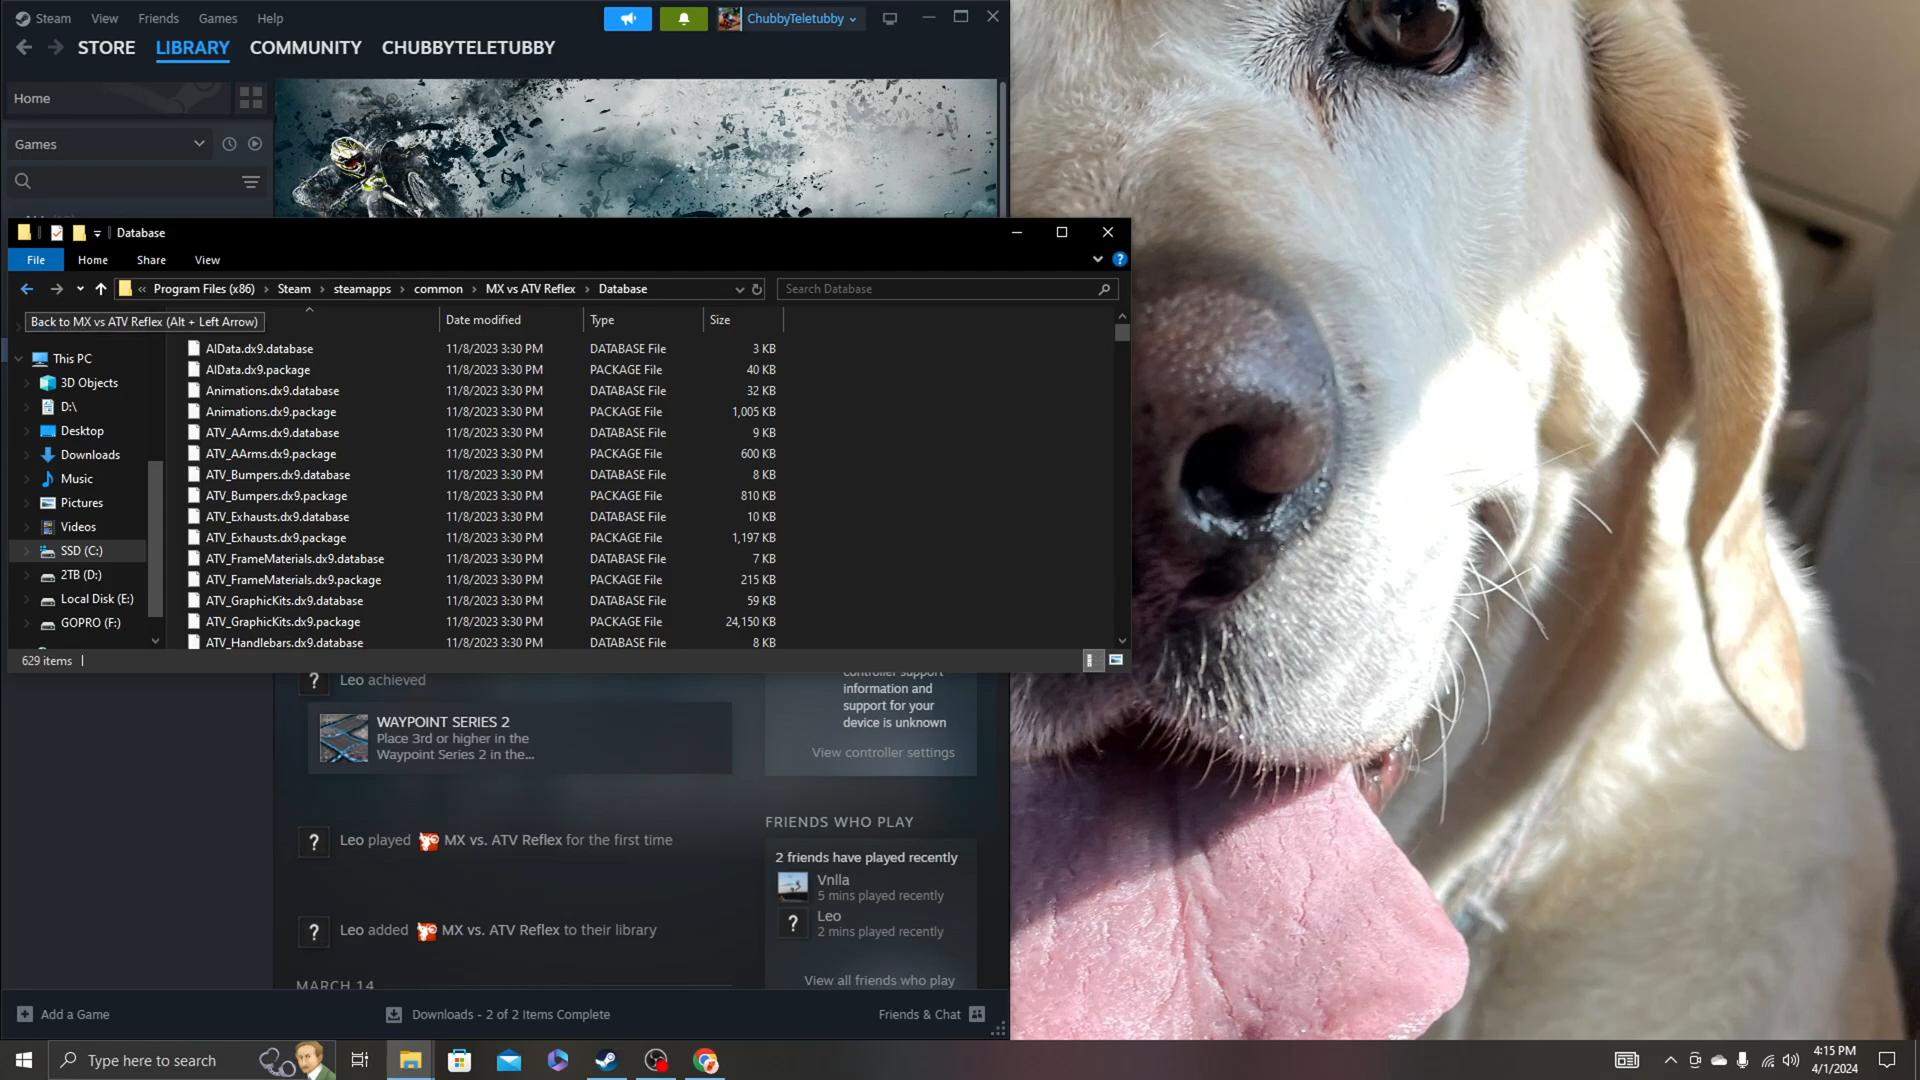 Steam View Friends Games Help ChubbyTeletubby
STORE LIBRARY COMMUNITY CHUBBYTELETUBBY
Home
Games
Database
File Home Share View
« Program Files (x86) › Steam › steamapps › common › MX vs ATV Reflex › Database
Search Database
Back to MX vs ATV Reflex (Alt + Left Arrow)
Date modified Type Size
This PC
3D Objects
D:\
Desktop
Downloads
Music
Pictures
Videos
SSD (C:)
2TB (D:)
Local Disk (E:)
GOPRO (F:)
AIData.dx9.database 11/8/2023 3:30 PM DATABASE File 3 KB
AIData.dx9.package 11/8/2023 3:30 PM PACKAGE File 40 KB
Animations.dx9.database 11/8/2023 3:30 PM DATABASE File 32 KB
Animations.dx9.package 11/8/2023 3:30 PM PACKAGE File 1,005 KB
ATV_AArms.dx9.database 11/8/2023 3:30 PM DATABASE File 9 KB
ATV_AArms.dx9.package 11/8/2023 3:30 PM PACKAGE File 600 KB
ATV_Bumpers.dx9.database 11/8/2023 3:30 PM DATABASE File 8 KB
ATV_Bumpers.dx9.package 11/8/2023 3:30 PM PACKAGE File 810 KB
ATV_Exhausts.dx9.database 11/8/2023 3:30 PM DATABASE File 10 KB
ATV_Exhausts.dx9.package 11/8/2023 3:30 PM PACKAGE File 1,197 KB
ATV_FrameMaterials.dx9.database 11/8/2023 3:30 PM DATABASE File 7 KB
ATV_FrameMaterials.dx9.package 11/8/2023 3:30 PM PACKAGE File 215 KB
ATV_GraphicKits.dx9.database 11/8/2023 3:30 PM DATABASE File 59 KB
ATV_GraphicKits.dx9.package 11/8/2023 3:30 PM PACKAGE File 24,150 KB
ATV_Handlebars.dx9.database 11/8/2023 3:30 PM DATABASE File 8 KB
629 items
Leo achieved
WAYPOINT SERIES 2
Place 3rd or higher in the
Waypoint Series 2 in the...
Leo played MX vs. ATV Reflex for the first time
Leo added MX vs. ATV Reflex to their library
MARCH 14
controller support
information and
support for your
device is unknown
View controller settings
FRIENDS WHO PLAY
2 friends have played recently
Vnlla
5 mins played recently
Leo
2 mins played recently
View all friends who play
Add a Game
Downloads - 2 of 2 Items Complete
Friends & Chat
Type here to search
4:15 PM
4/1/2024